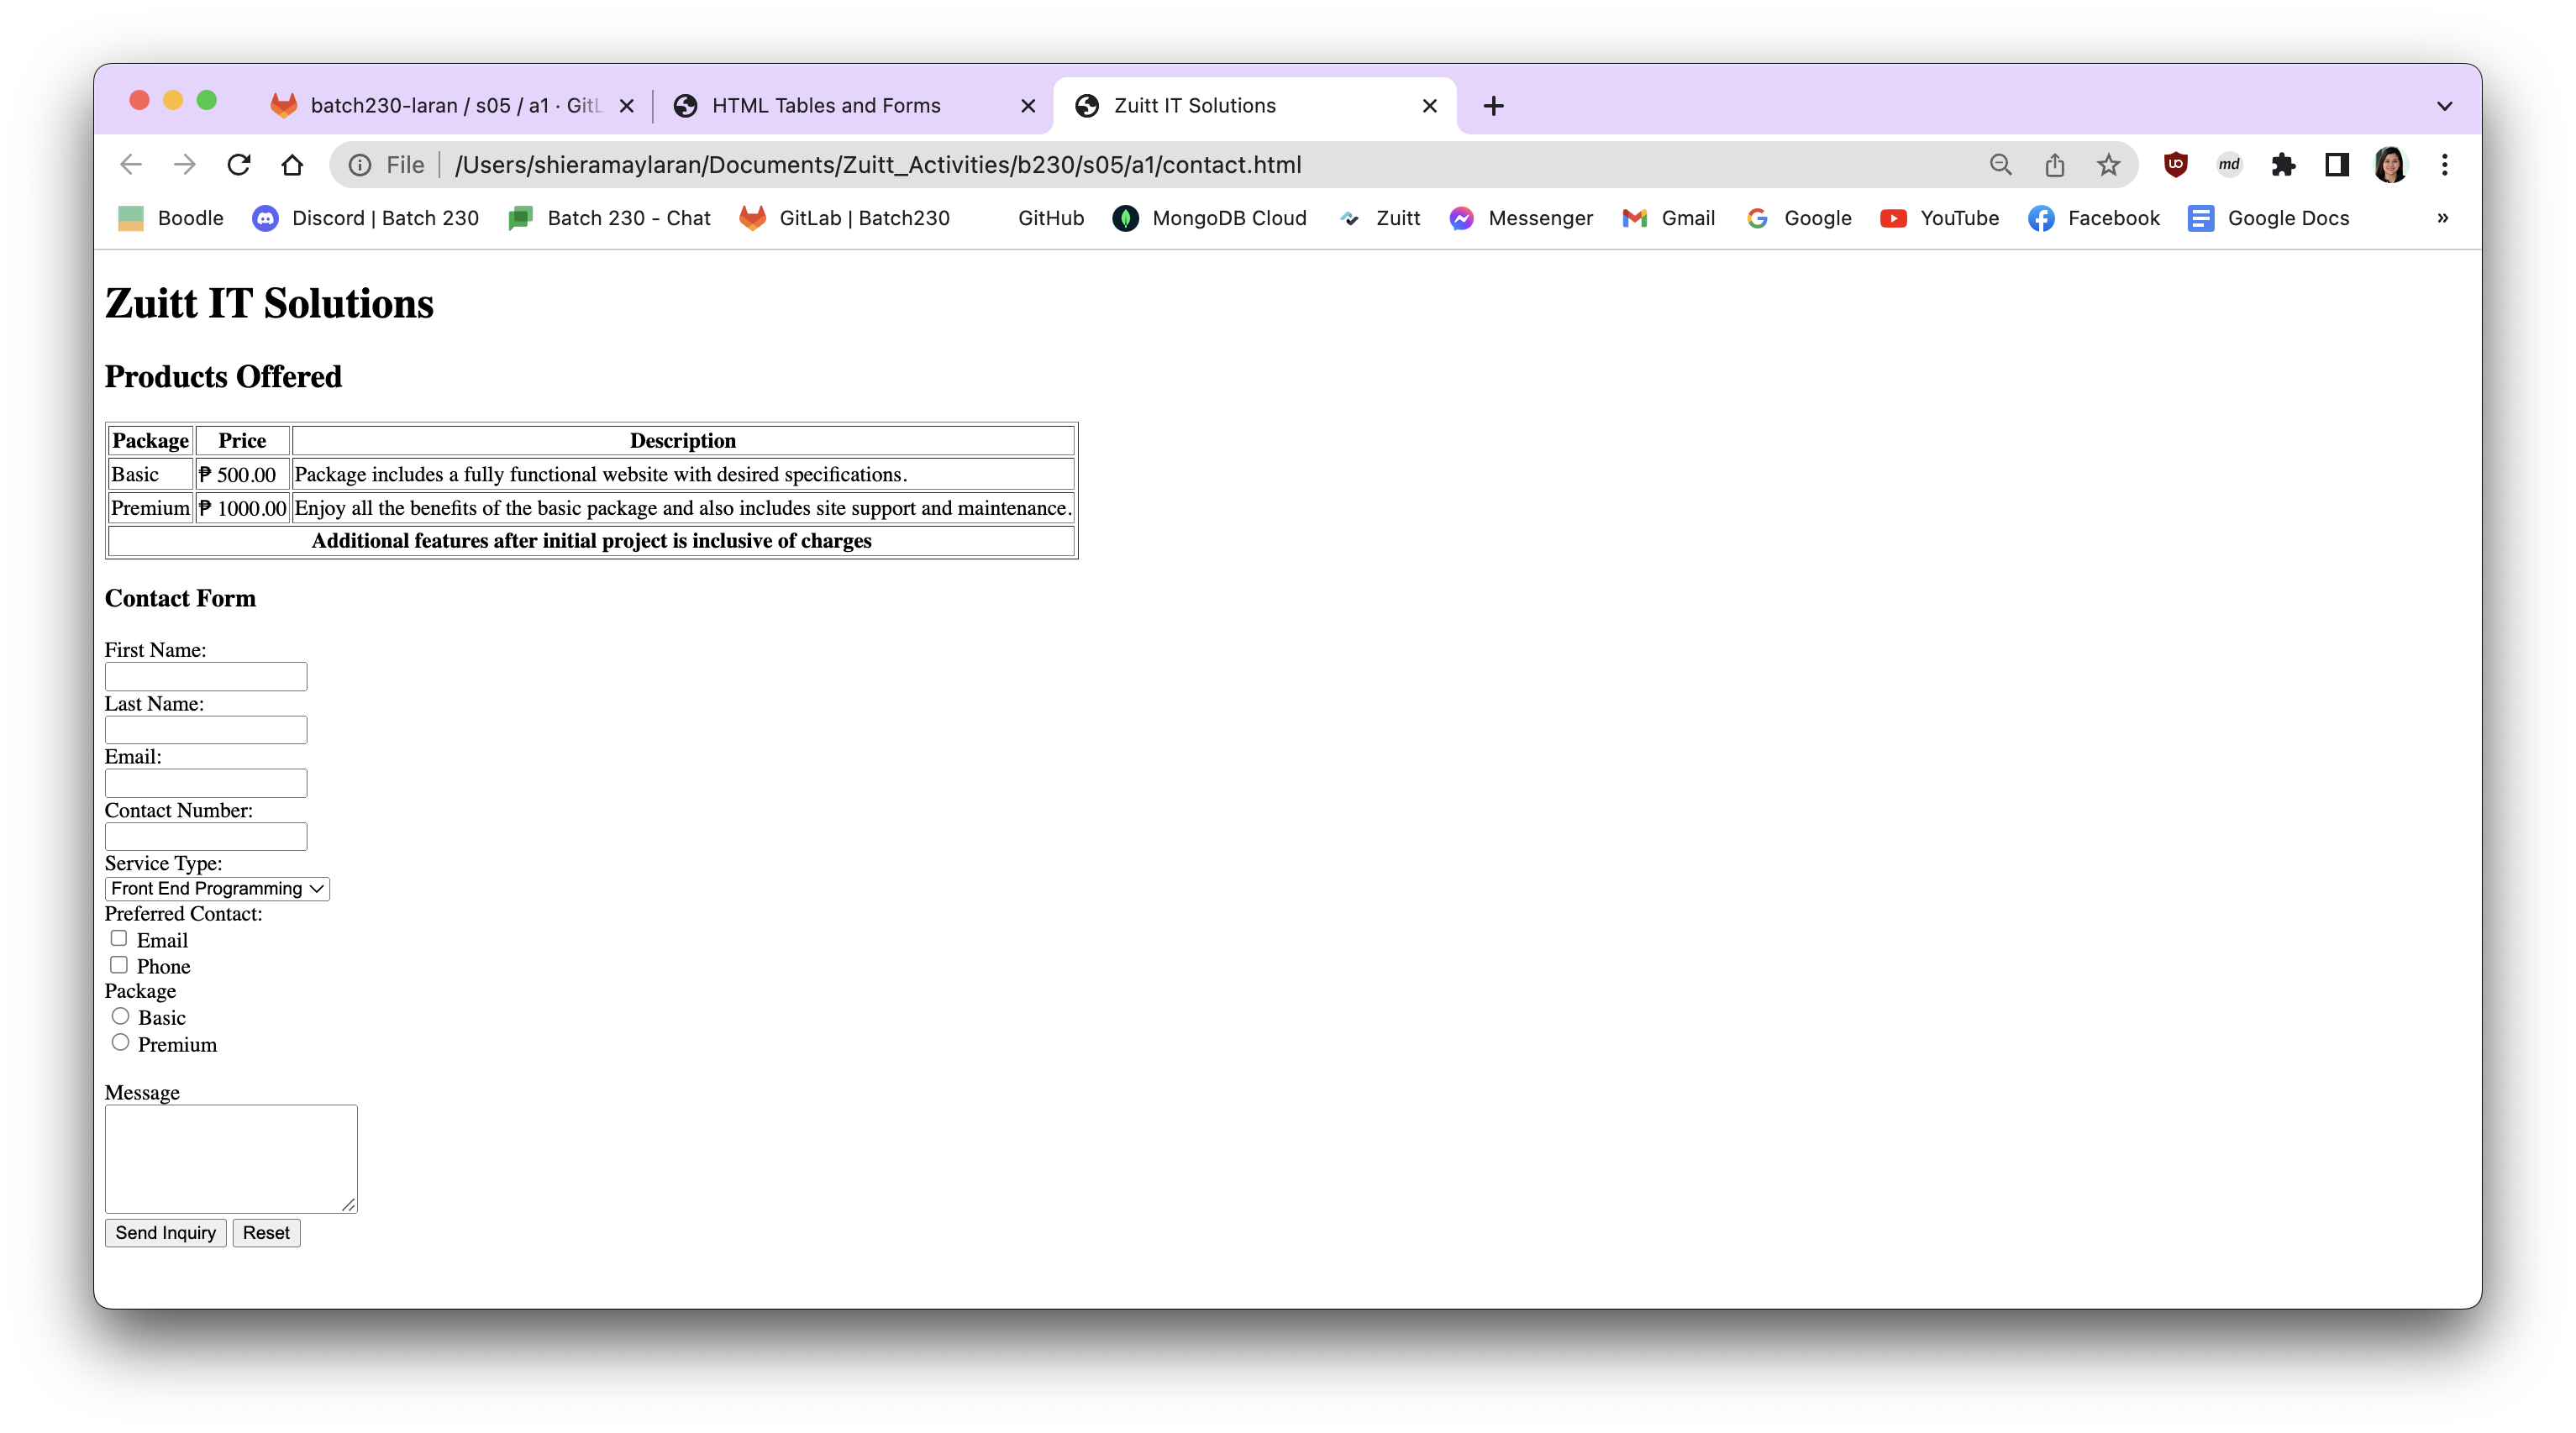 batch230-laran / s05 / a1 · GitL
HTML Tables and Forms
Zuitt IT Solutions
File
/Users/shieramaylaran/Documents/Zuitt_Activities/b230/s05/a1/contact.html
md
Boodle
Discord | Batch 230
Batch 230 - Chat
GitLab | Batch230
GitHub
MongoDB Cloud
Zuitt
Messenger
Gmail
Google
YouTube
Facebook
Google Docs
»
Zuitt IT Solutions
Products Offered
Package Price Description
Basic ₱ 500.00 Package includes a fully functional website with desired specifications.
Premium ₱ 1000.00 Enjoy all the benefits of the basic package and also includes site support and maintenance.
Additional features after initial project is inclusive of charges
Contact Form
First Name:
Last Name:
Email:
Contact Number:
Service Type:
Front End Programming
Preferred Contact:
Email
Phone
Package
Basic
Premium
Message
Send Inquiry Reset